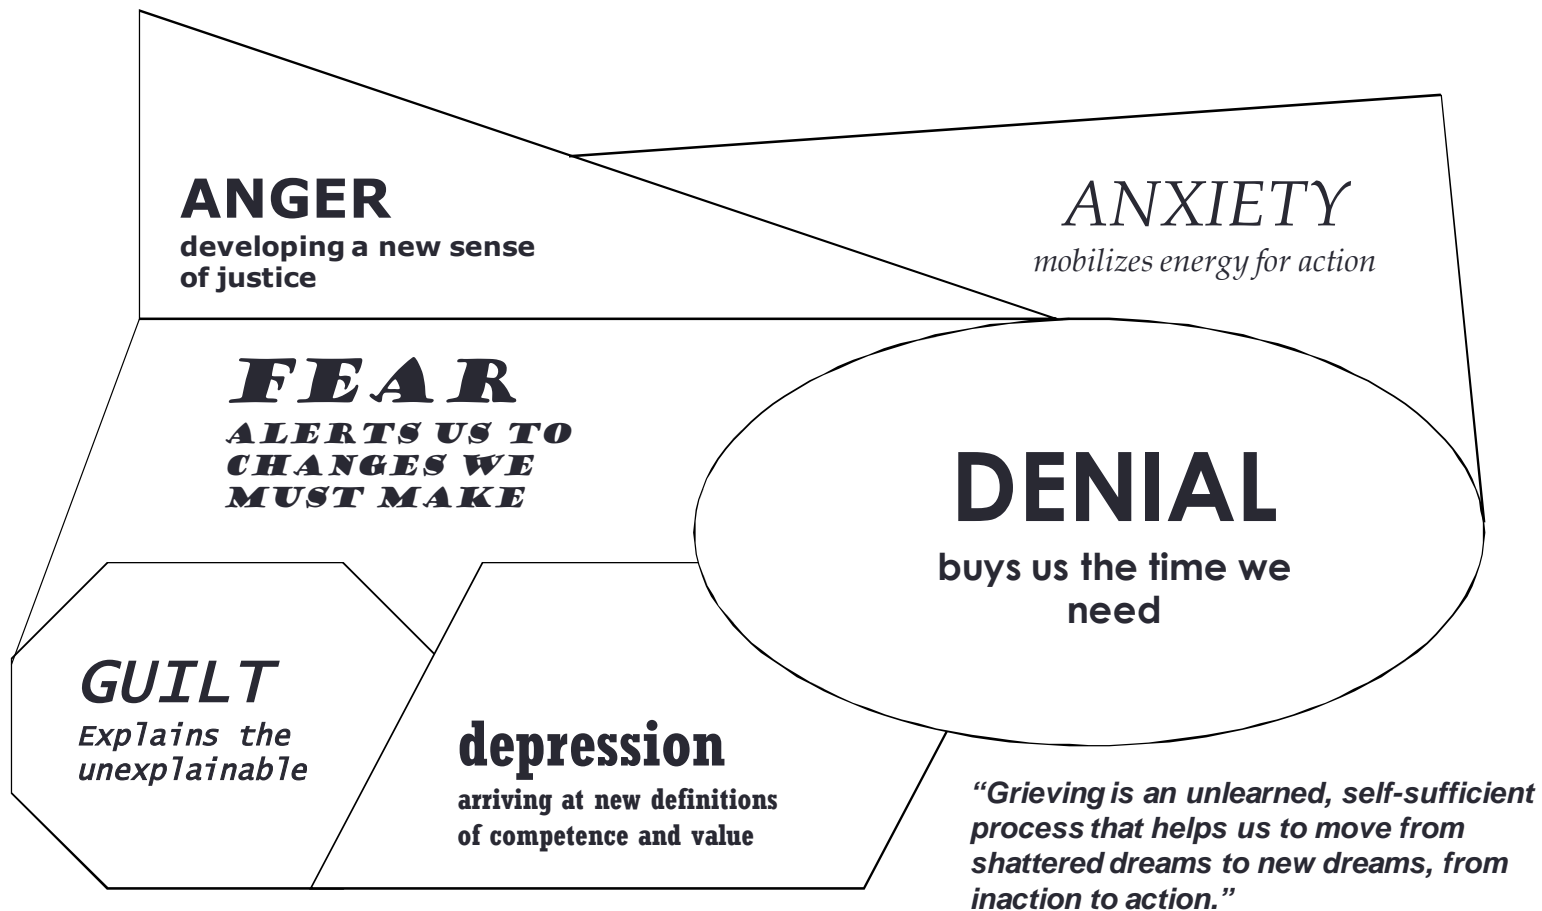 ANGER
developing a new sense
of justice
ANXIETY
mobilizes energy for action
FEAR
ALERTS US TO
CHANGES WE
MUST MAKE
DENIAL
buys us the time we
need
GUILT
Explains the
unexplainable
depression
arriving at new definitions
of competence and value
“Grieving is an unlearned, self-sufficient
process that helps us to move from
shattered dreams to new dreams, from
inaction to action.”